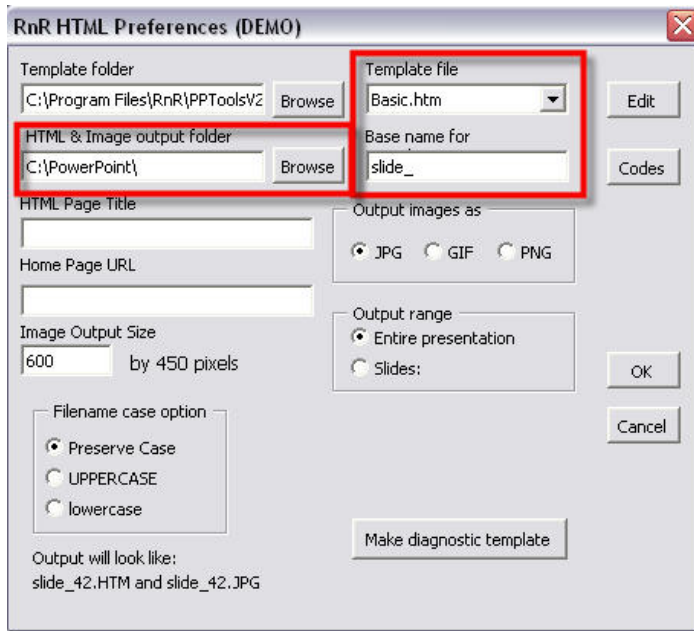 RnR HTML Preferences (DEMO)
Template folder
C:\Program Files\RnR\PPToolsV2
Browse
Template file
Basic.htm
Edit
HTML & Image output folder
C:\PowerPoint\
Browse
Base name for
slide_
Codes
HTML Page Title
Home Page URL
Image Output Size
600 by 450 pixels
Output images as
JPG GIF PNG
Output range
Entire presentation
Slides:
OK
Cancel
Filename case option
Preserve Case
UPPERCASE
lowercase
Make diagnostic template
Output will look like:
slide_42.HTM and slide_42.JPG